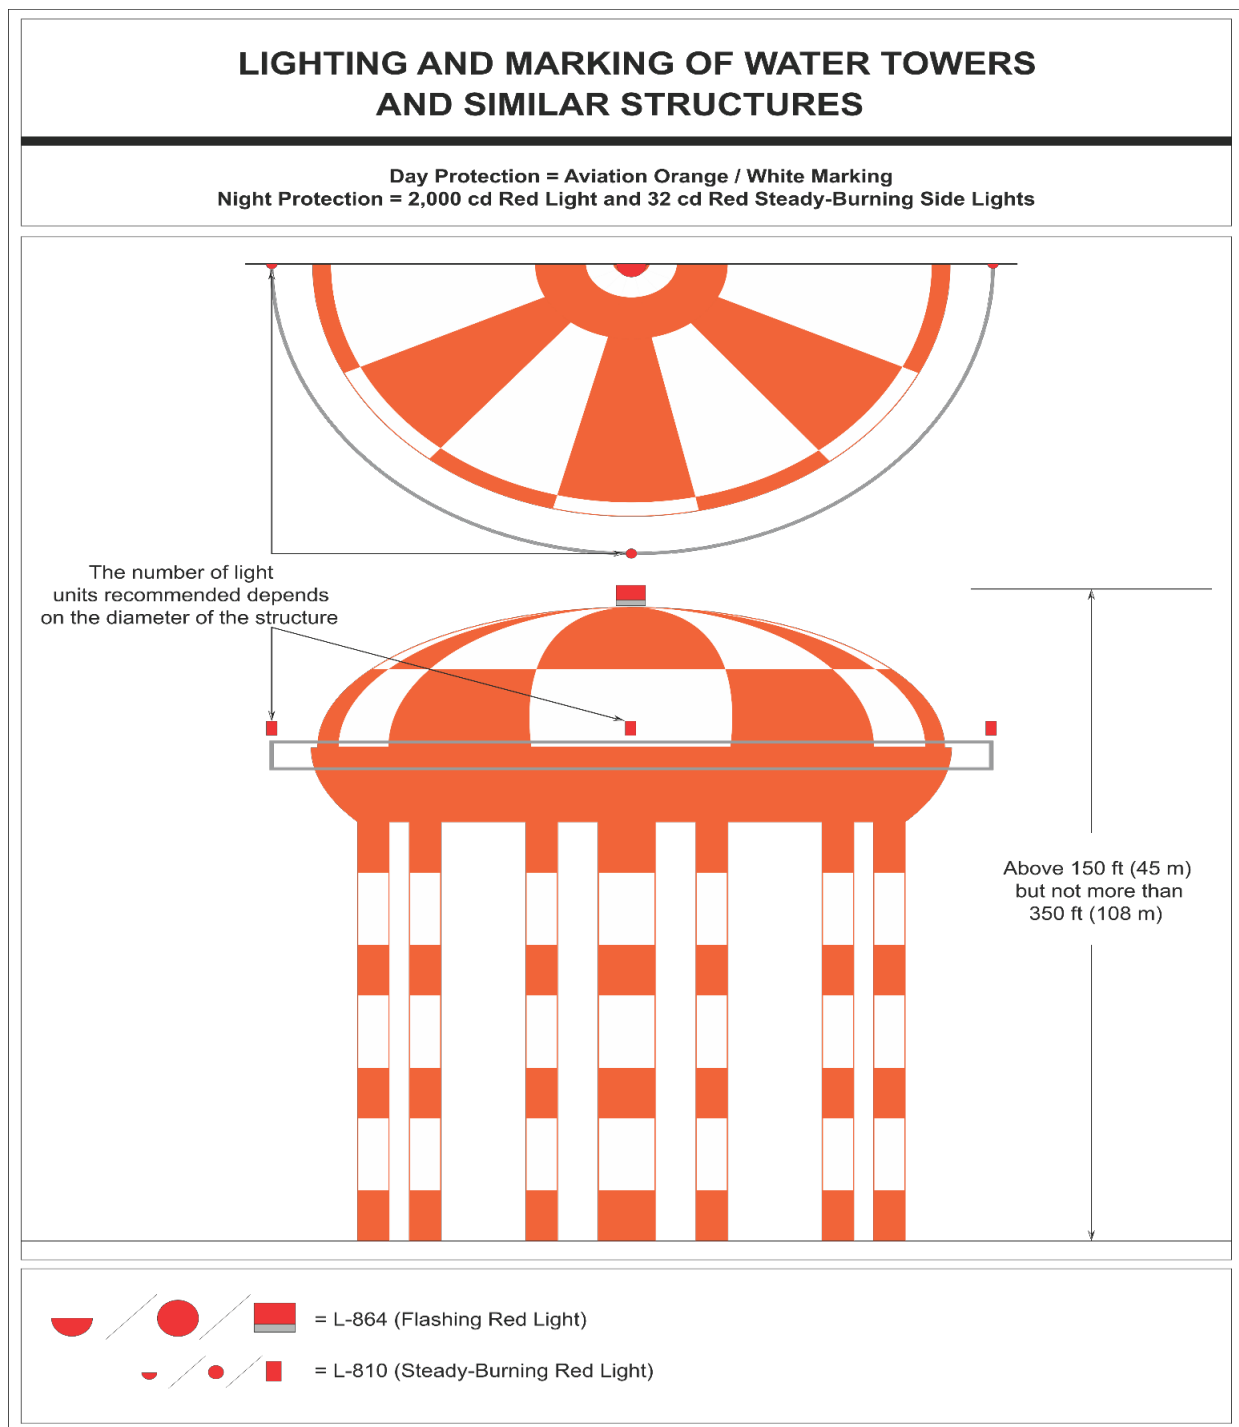 LIGHTING AND MARKING OF WATER TOWERS
AND SIMILAR STRUCTURES
Day Protection = Aviation Orange / White Marking
Night Protection = 2,000 cd Red Light and 32 cd Red Steady-Burning Side Lights
The number of light
units recommended depends
on the diameter of the structure
Above 150 ft (45 m)
but not more than
350 ft (108 m)
= L-864 (Flashing Red Light)
= L-810 (Steady-Burning Red Light)